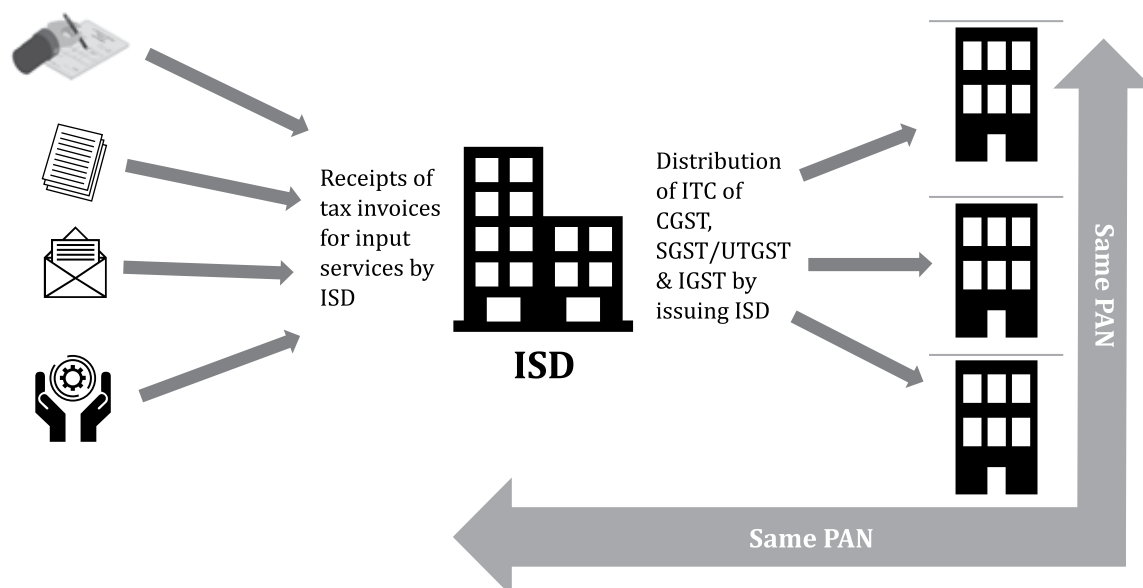 Receipts of
tax invoices
for input
services by
ISD
ISD
Distribution
of ITC of
CGST,
SGST/UTGST
& IGST by
issuing ISD
Same PAN
Same PAN